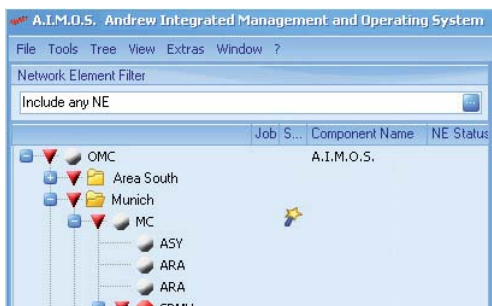 A.I.M.O.S. Andrew Integrated Management and Operating System
File Tools Tree View Extras Window ?
Network Element Filter
Include any NE
Job S... Component Name NE Status
OMC A.I.M.O.S.
Area South
Munich
MC
ASY
ARA
ARA